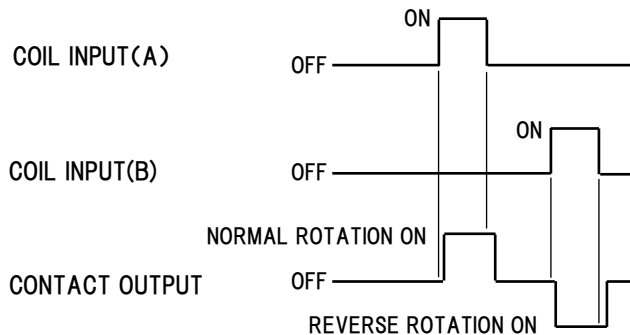 ON
COIL INPUT(A)
OFF
ON
COIL INPUT(B)
OFF
NORMAL ROTATION ON
CONTACT OUTPUT
OFF
REVERSE ROTATION ON